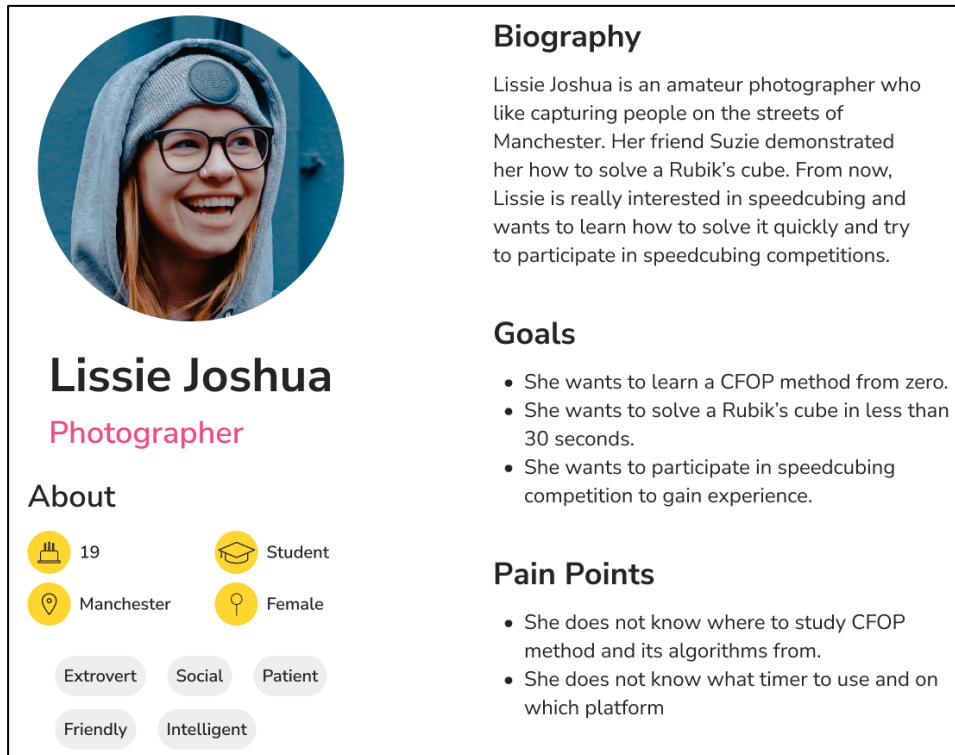 Lissie Joshua
Photographer
About
19
Student
Manchester
Female
Extrovert
Social
Patient
Friendly
Intelligent
Biography
Lissie Joshua is an amateur photographer who
like capturing people on the streets of
Manchester. Her friend Suzie demonstrated
her how to solve a Rubik’s cube. From now,
Lissie is really interested in speedcubing and
wants to learn how to solve it quickly and try
to participate in speedcubing competitions.
Goals
• She wants to learn a CFOP method from zero.
• She wants to solve a Rubik’s cube in less than
30 seconds.
• She wants to participate in speedcubing
competition to gain experience.
Pain Points
• She does not know where to study CFOP
method and its algorithms from.
• She does not know what timer to use and on
which platform